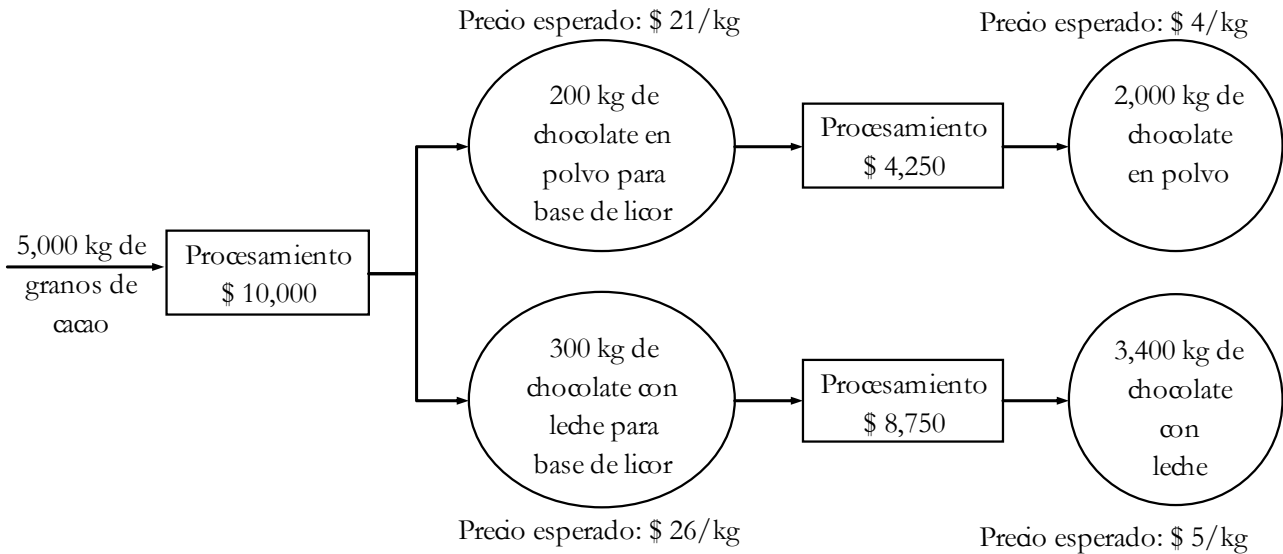 Precio esperado: $ 21/kg
Precio esperado: $ 4/kg
200 kg de
chocolate en
polvo para
base de licor
Procesamiento
$ 4,250
2,000 kg de
chocolate
en polvo
5,000 kg de
granos de
cacao
Procesamiento
$ 10,000
300 kg de
chocolate con
leche para
base de licor
Procesamiento
$ 8,750
3,400 kg de
chocolate
con
leche
Precio esperado: $ 26/kg
Precio esperado: $ 5/kg